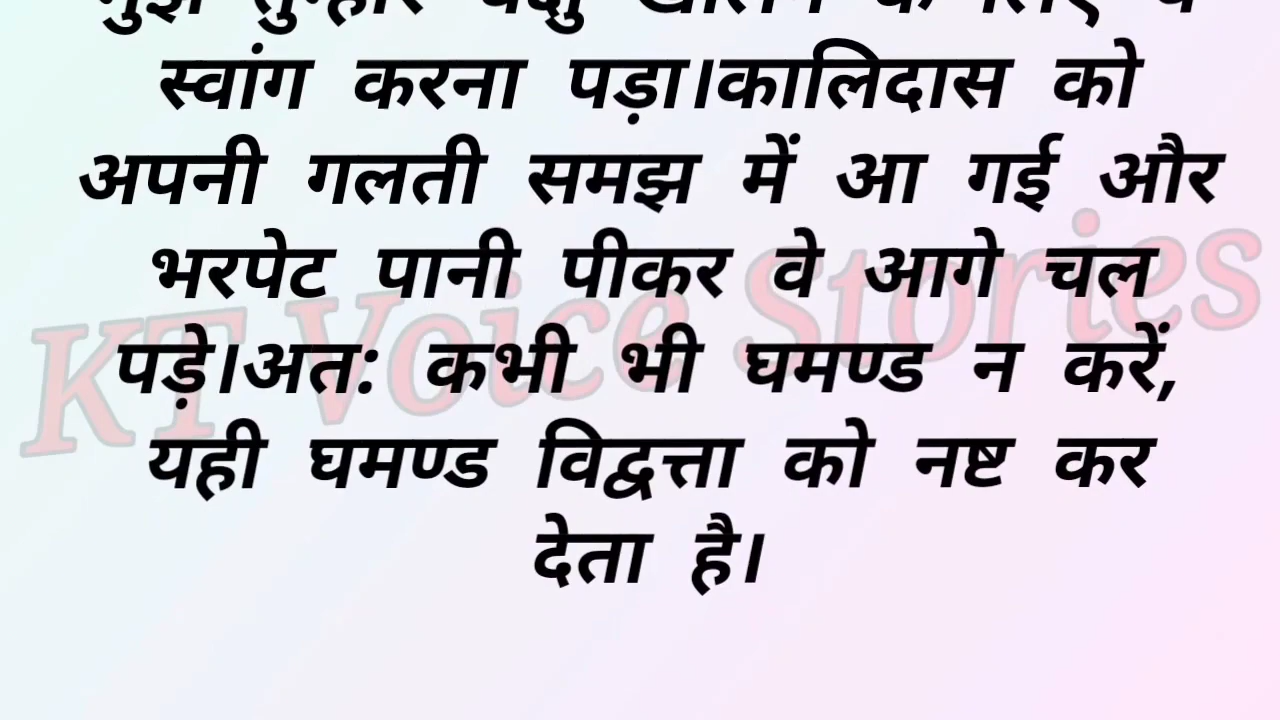 स्वांग करना पड़ा।कालिदास को
अपनी गलती समझ में आ गई और
भरपेट पानी पीकर वे आगे चल
पड़े।अत: कभी भी घमण्ड न करें,
यही घमण्ड विद्वत्ता को नष्ट कर
देता है।
KT Voice Stories